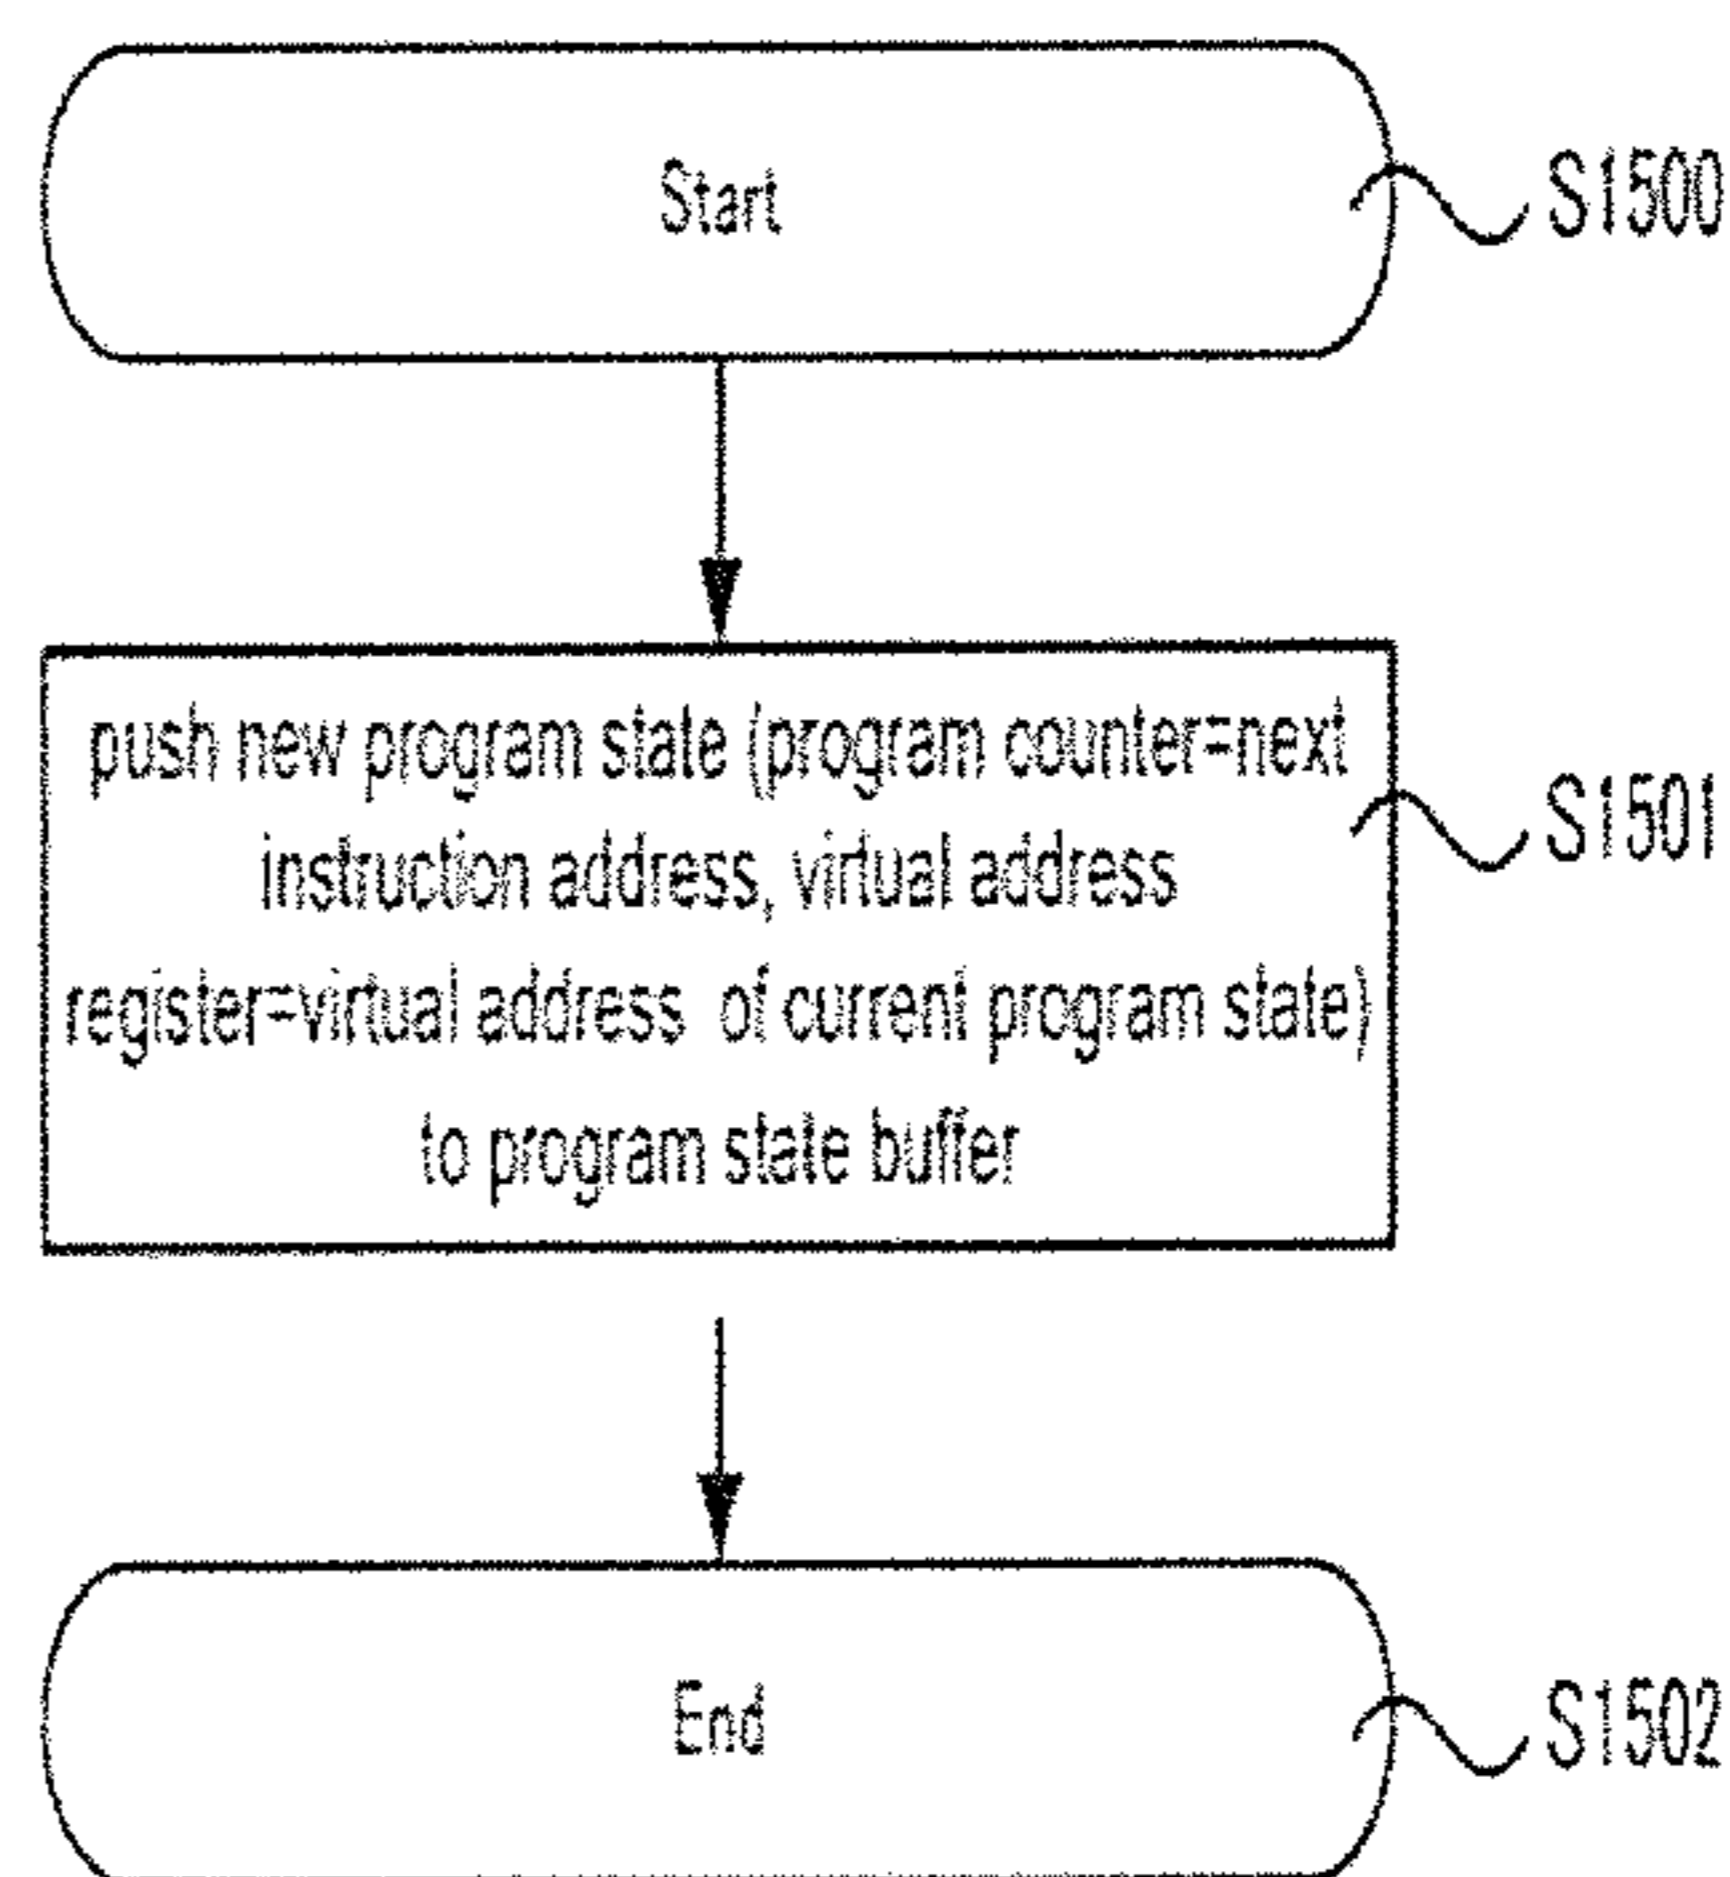 Start
S1500
push new program state (program counter=next
S1501
instruction address, virtual address
register=virtual address of current program state)
to program state buffer
End
S1502